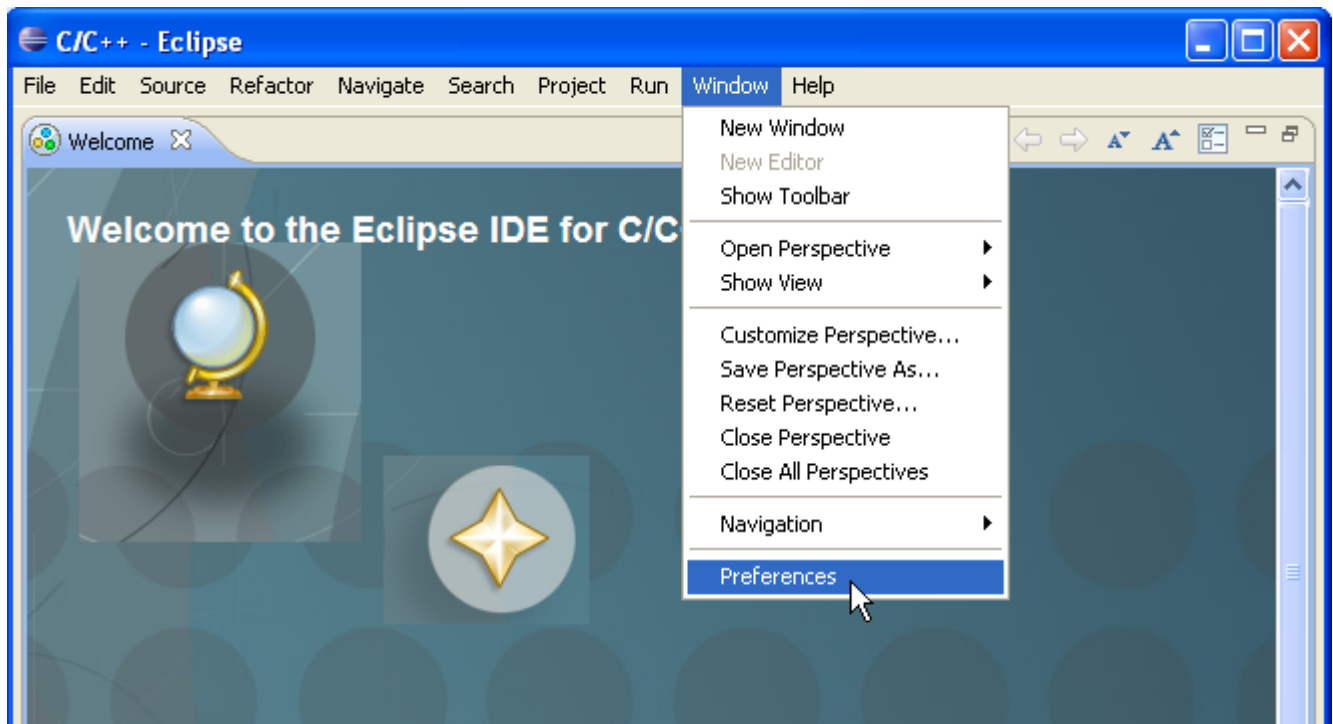 C/C++ - Eclipse
File Edit Source Refactor Navigate Search Project Run Window Help
Welcome
Welcome to the Eclipse IDE for C/C
New Window
New Editor
Show Toolbar
Open Perspective
Show View
Customize Perspective...
Save Perspective As...
Reset Perspective...
Close Perspective
Close All Perspectives
Navigation
Preferences